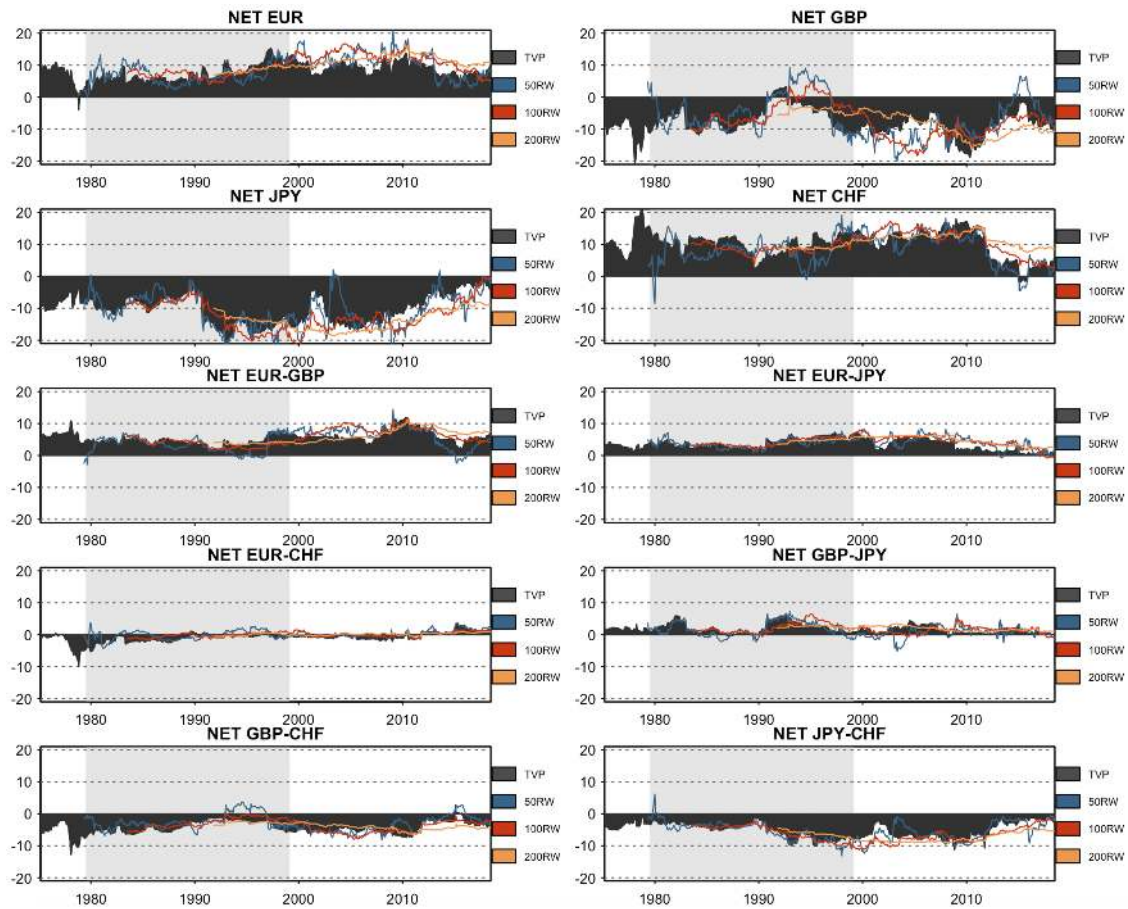 NET EUR
20
10
0
-10
-20
1980 1990 2000 2010
TVP
50RW
100RW
200RW
NET GBP
20
10
0
-10
-20
1980 1990 2000 2010
TVP
50RW
100RW
200RW
NET JPY
20
10
0
-10
-20
1980 1990 2000 2010
TVP
50RW
100RW
200RW
NET CHF
20
10
0
-10
-20
1980 1990 2000 2010
TVP
50RW
100RW
200RW
NET EUR-GBP
20
10
0
-10
-20
1980 1990 2000 2010
TVP
50RW
100RW
200RW
NET EUR-JPY
20
10
0
-10
-20
1980 1990 2000 2010
TVP
50RW
100RW
200RW
NET EUR-CHF
20
10
0
-10
-20
1980 1990 2000 2010
TVP
50RW
100RW
200RW
NET GBP-JPY
20
10
0
-10
-20
1980 1990 2000 2010
TVP
50RW
100RW
200RW
NET GBP-CHF
20
10
0
-10
-20
1980 1990 2000 2010
TVP
50RW
100RW
200RW
NET JPY-CHF
20
10
0
-10
-20
1980 1990 2000 2010
TVP
50RW
100RW
200RW